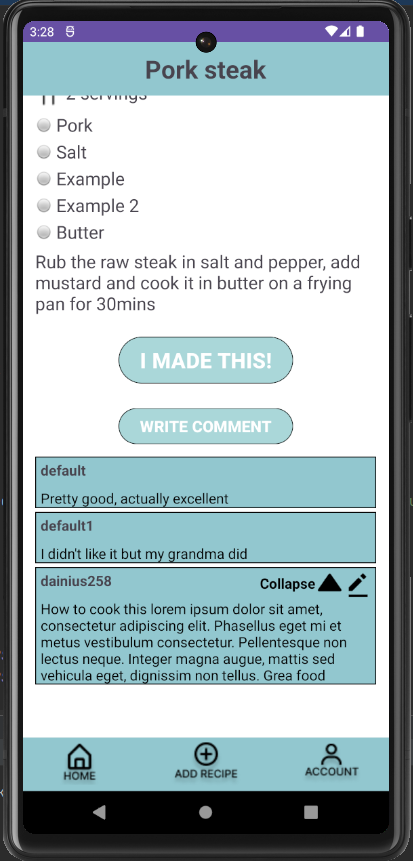 3:28
Pork steak
2 servings
Pork
Salt
Example
Example 2
Butter
Rub the raw steak in salt and pepper, add
mustard and cook it in butter on a frying
pan for 30mins
I MADE THIS!
WRITE COMMENT
default
Pretty good, actually excellent
default1
I didn't like it but my grandma did
dainius258
Collapse
How to cook this lorem ipsum dolor sit amet,
consectetur adipiscing elit. Phasellus eget mi et
metus vestibulum consectetur. Pellentesque non
lectus neque. Integer magna augue, mattis sed
vehicula eget, dignissim non tellus. Grea food
HOME
ADD RECIPE
ACCOUNT